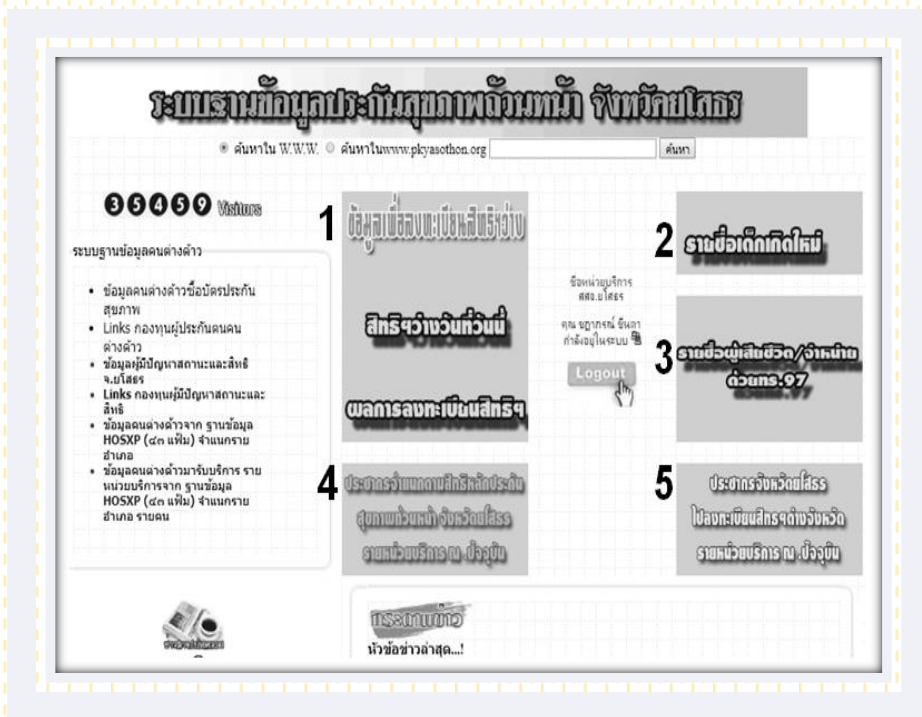 ระบบฐานข้อมูลประกันสุขภาพถ้วนหน้า จังหวัดยโสธร
ค้นหาใน W.W.W. ค้นหาในwww.pkyasothon.org ค้นหา
35459 Visitors
ระบบฐานข้อมูลคนต่างด้าว
• ข้อมูลคนต่างด้าวซื้อบัตรประกัน
สุขภาพ
• Links กองทุนผู้ประกันตนคน
ต่างด้าว
• ข้อมูลผู้มีปัญหาสถานะและสิทธิ
จ.ยโสธร
• Links กองทุนผู้มีปัญหาสถานะและ
สิทธิ
• ข้อมูลคนต่างด้าวจาก ฐานข้อมูล
HOSXP (๔๓ แฟ้ม) จำแนกราย
อำเภอ
• ข้อมูลคนต่างด้าวมารับบริการ ราย
หน่วยบริการจาก ฐานข้อมูล
HOSXP (๔๓ แฟ้ม) จำแนกราย
อำเภอ รายคน
1
ข้อมูลเพื่อลงทะเบียนสิทธิฯว่าง
สิทธิฯว่างวันที่วันนี้
ผลการลงทะเบียนสิทธิฯ
ชื่อหน่วยบริการ
สสจ.ยโสธร
คุณ
กำลังอยู่ในระบบ
Logout
2
รายชื่อเด็กเกิดใหม่
3
รายชื่อผู้เสียชีวิต/จำหน่าย
ด้วยทร.97
4
ประชากรจำแนกตามสิทธิหลักประกัน
สุขภาพถ้วนหน้า จังหวัดยโสธร
รายหน่วยบริการ ณ .ปัจจุบัน
5
ประชากรจังหวัดยโสธร
ไปลงทะเบียนสิทธฯต่างจังหวัด
รายหน่วยบริการ ณ .ปัจจุบัน
กระดานข่าว
หัวข้อข่าวล่าสุด...!